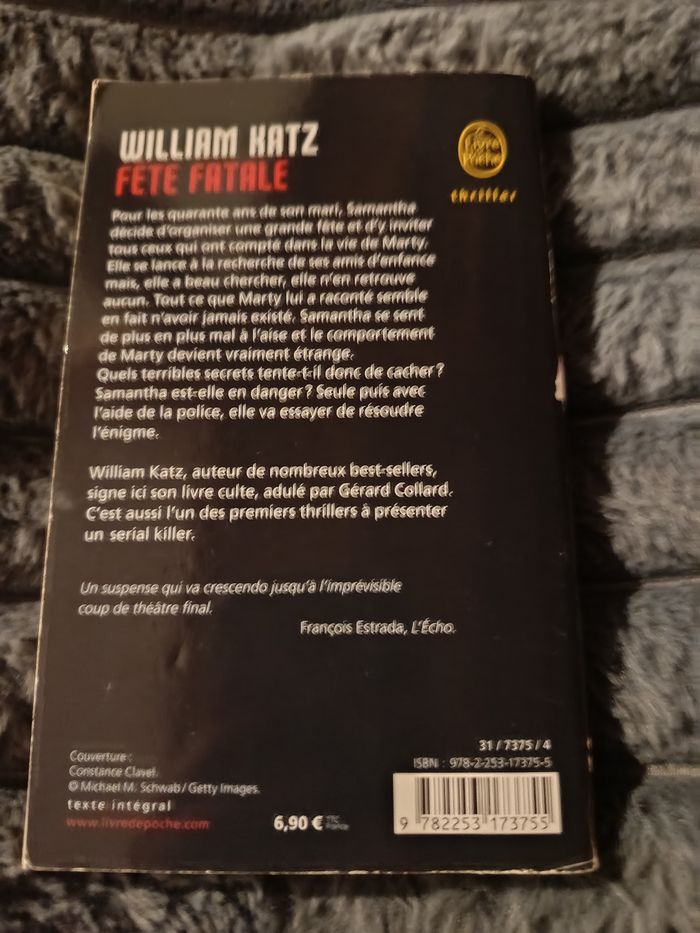 WILLIAM KATZ
FÊTE FATALE
Le Livre de Poche
thriller
Pour les quarante ans de son mari, Samantha
décide d'organiser une grande fête et d'y inviter
tous ceux qui ont compté dans la vie de Marty.
Elle se lance à la recherche de ses amis d'enfance
mais, elle a beau chercher, elle n'en retrouve
aucun. Tout ce que Marty lui a raconté semble
en fait n'avoir jamais existé. Samantha se sent
de plus en plus mal à l'aise et le comportement
de Marty devient vraiment étrange.
Quels terribles secrets tente-t-il donc de cacher ?
Samantha est-elle en danger ? Seule puis avec
l'aide de la police, elle va essayer de résoudre
l'énigme.
William Katz, auteur de nombreux best-sellers,
signe ici son livre culte, adulé par Gérard Collard.
C'est aussi l'un des premiers thrillers à présenter
un serial killer.
Un suspense qui va crescendo jusqu'à l'imprévisible
coup de théâtre final.
François Estrada, L'Écho.
Couverture :
Constance Clavel.
© Michael M. Schwab / Getty Images.
texte intégral
www.livredepoche.com
6,90 € TTC France
31 / 7375 / 4
ISBN : 978-2-253-17375-5
9 782253 173755